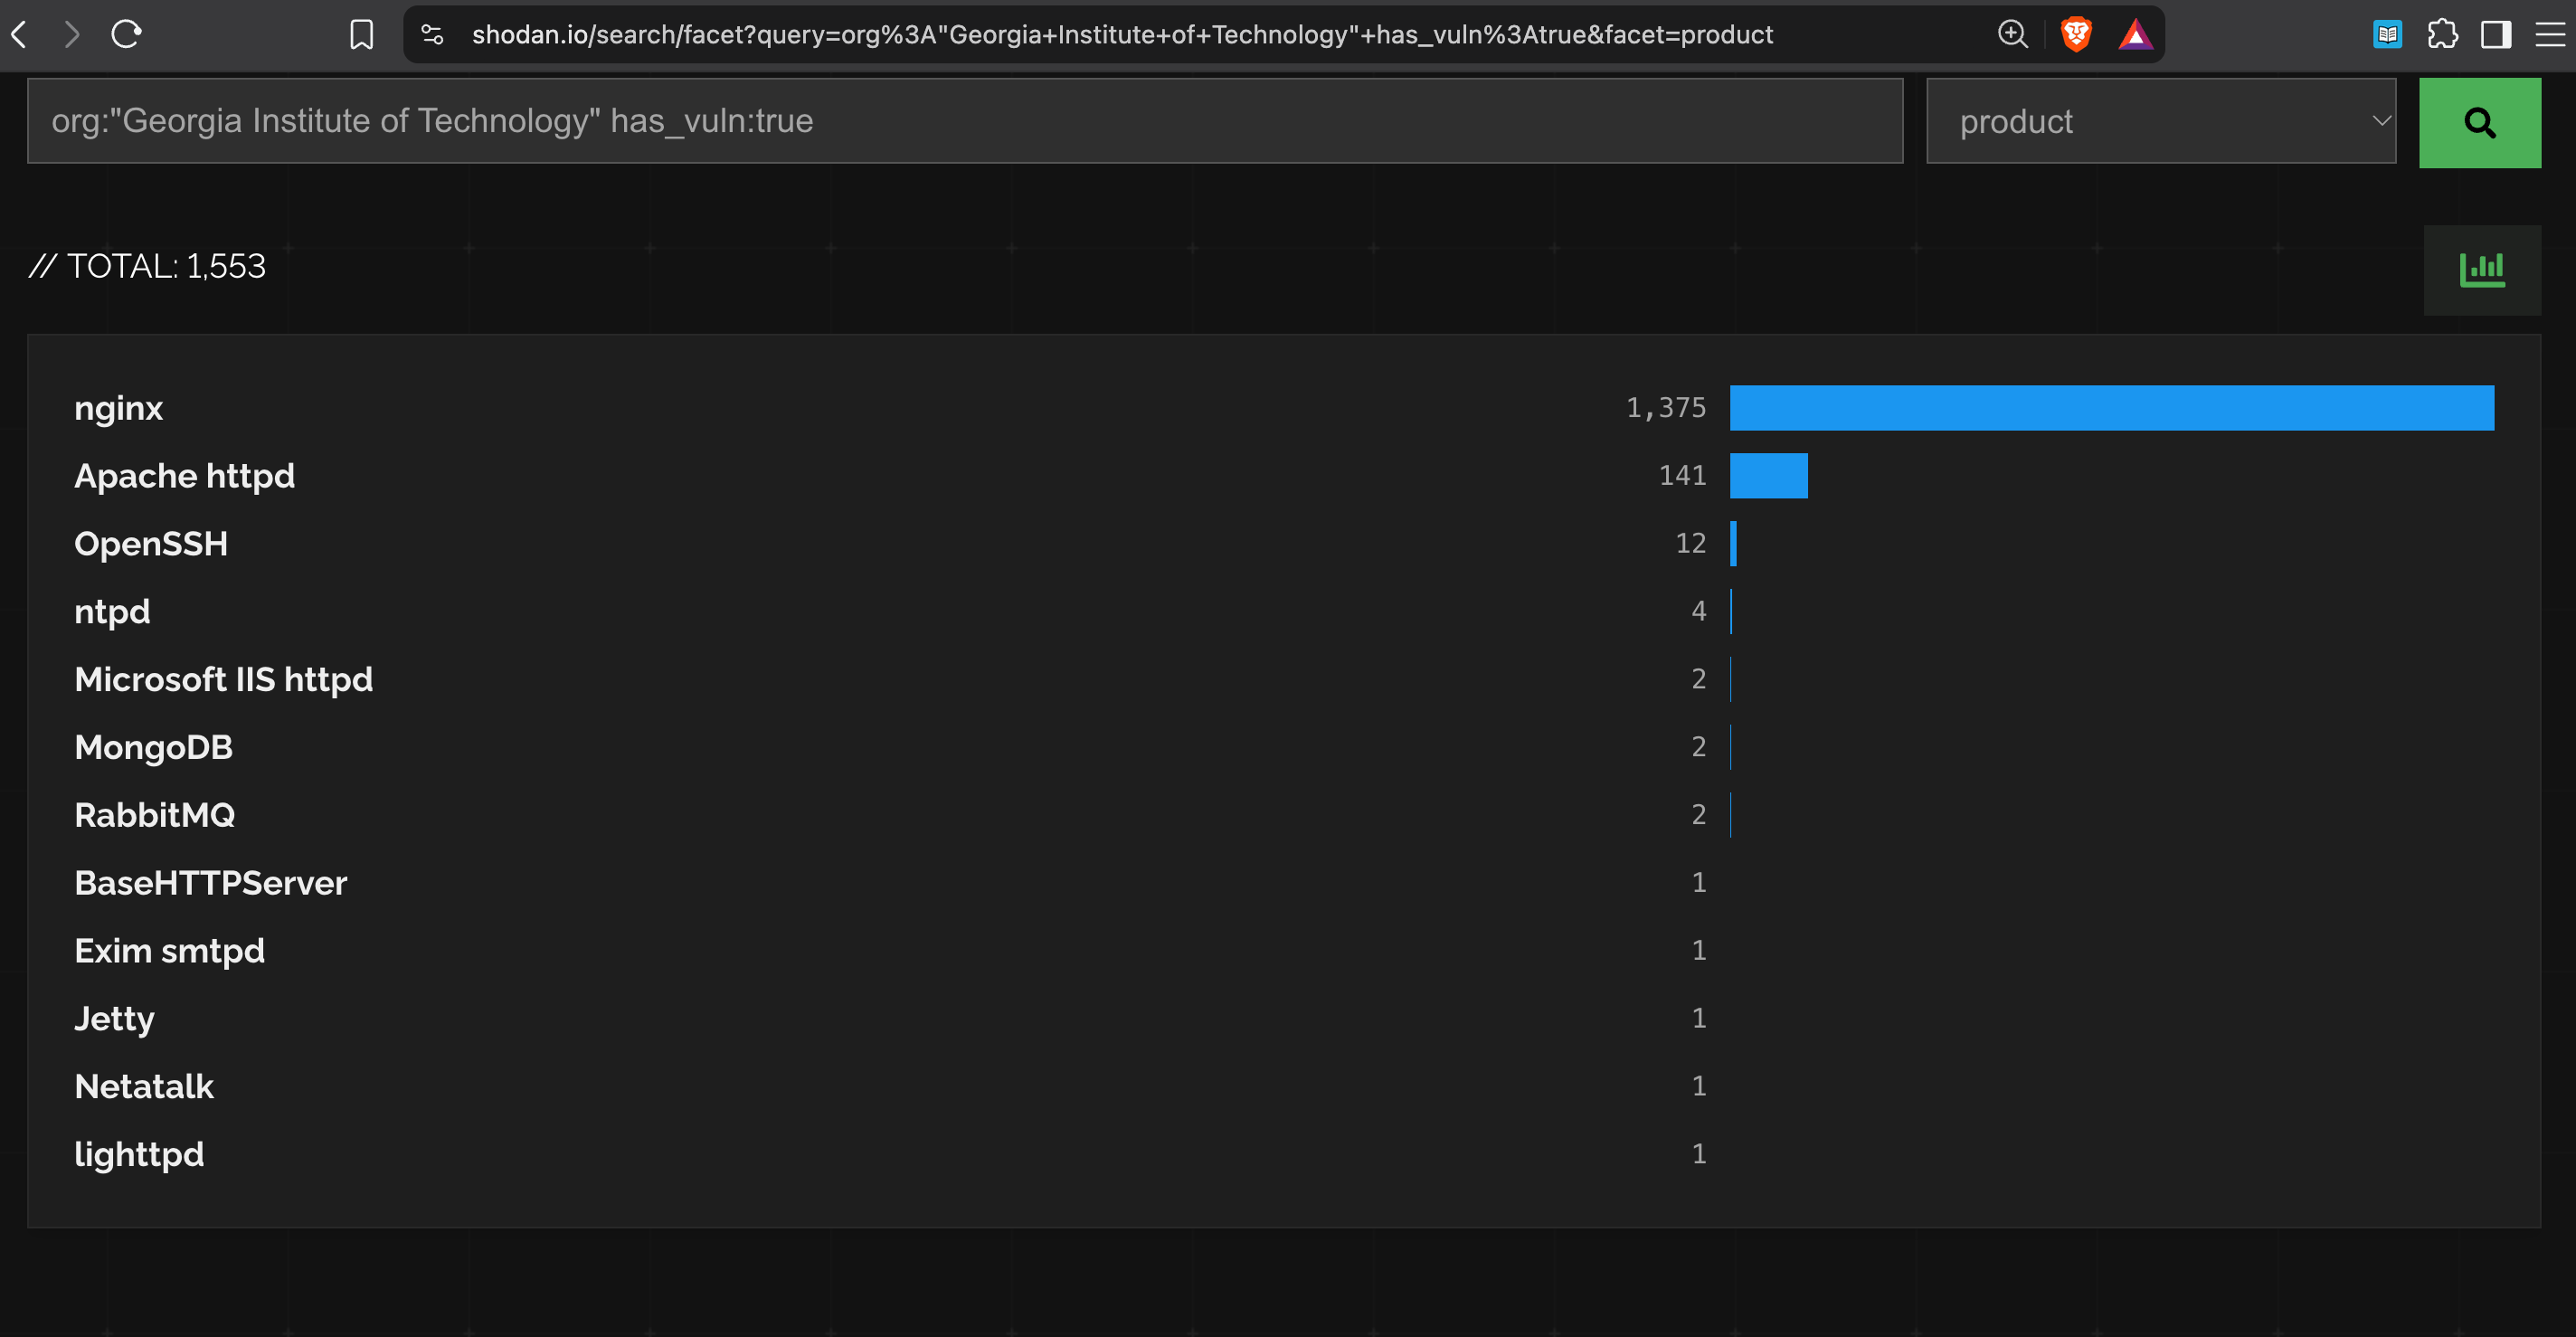 shodan.io/search/facet?query=org%3A"Georgia+Institute+of+Technology"+has_vuln%3Atrue&facet=product
org:"Georgia Institute of Technology" has_vuln:true
product
// TOTAL: 1,553
nginx 1,375
Apache httpd 141
OpenSSH 12
ntpd 4
Microsoft IIS httpd 2
MongoDB 2
RabbitMQ 2
BaseHTTPServer 1
Exim smtpd 1
Jetty 1
Netatalk 1
lighttpd 1